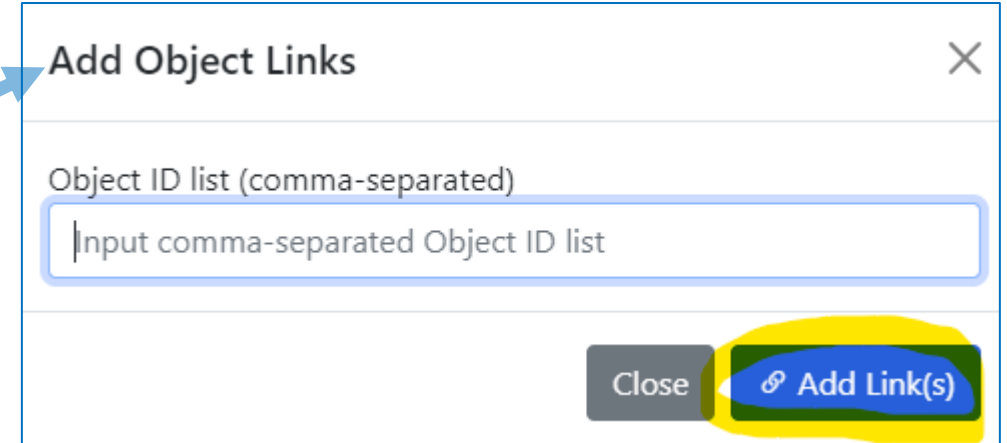 Add Object Links
Object ID list (comma-separated)
Input comma-separated Object ID list
Close
Add Link(s)